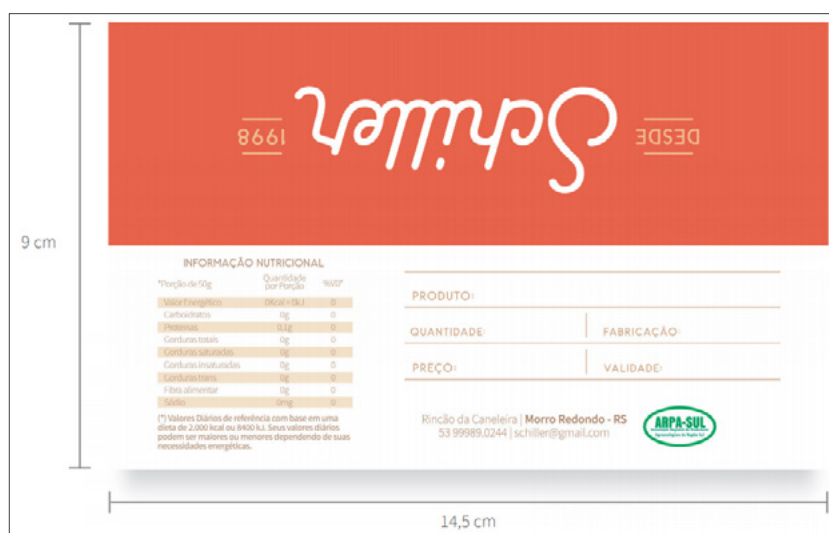 DESDE Schiller 1998
9 cm
INFORMAÇÃO NUTRICIONAL
*Porção de 50g Quantidade por Porção %VD*
Valor Energético 0Kcal = 0kJ 0
Carboidratos 0g 0
Proteínas 0,1g 0
Gorduras totais 0g 0
Gorduras saturadas 0g 0
Gorduras insaturadas 0g 0
Gorduras trans 0g 0
Fibra alimentar 0g 0
Sódio 0mg 0
(*) Valores Diários de referência com base em uma
dieta de 2.000 kcal ou 8400 kJ. Seus valores diários
podem ser maiores ou menores dependendo de suas
necessidades energéticas.
PRODUTO:
QUANTIDADE: FABRICAÇÃO:
PREÇO: VALIDADE:
Rincão da Caneleira | Morro Redondo - RS
53 99989.0244 | schiller@gmail.com
ARPA-SUL
14,5 cm